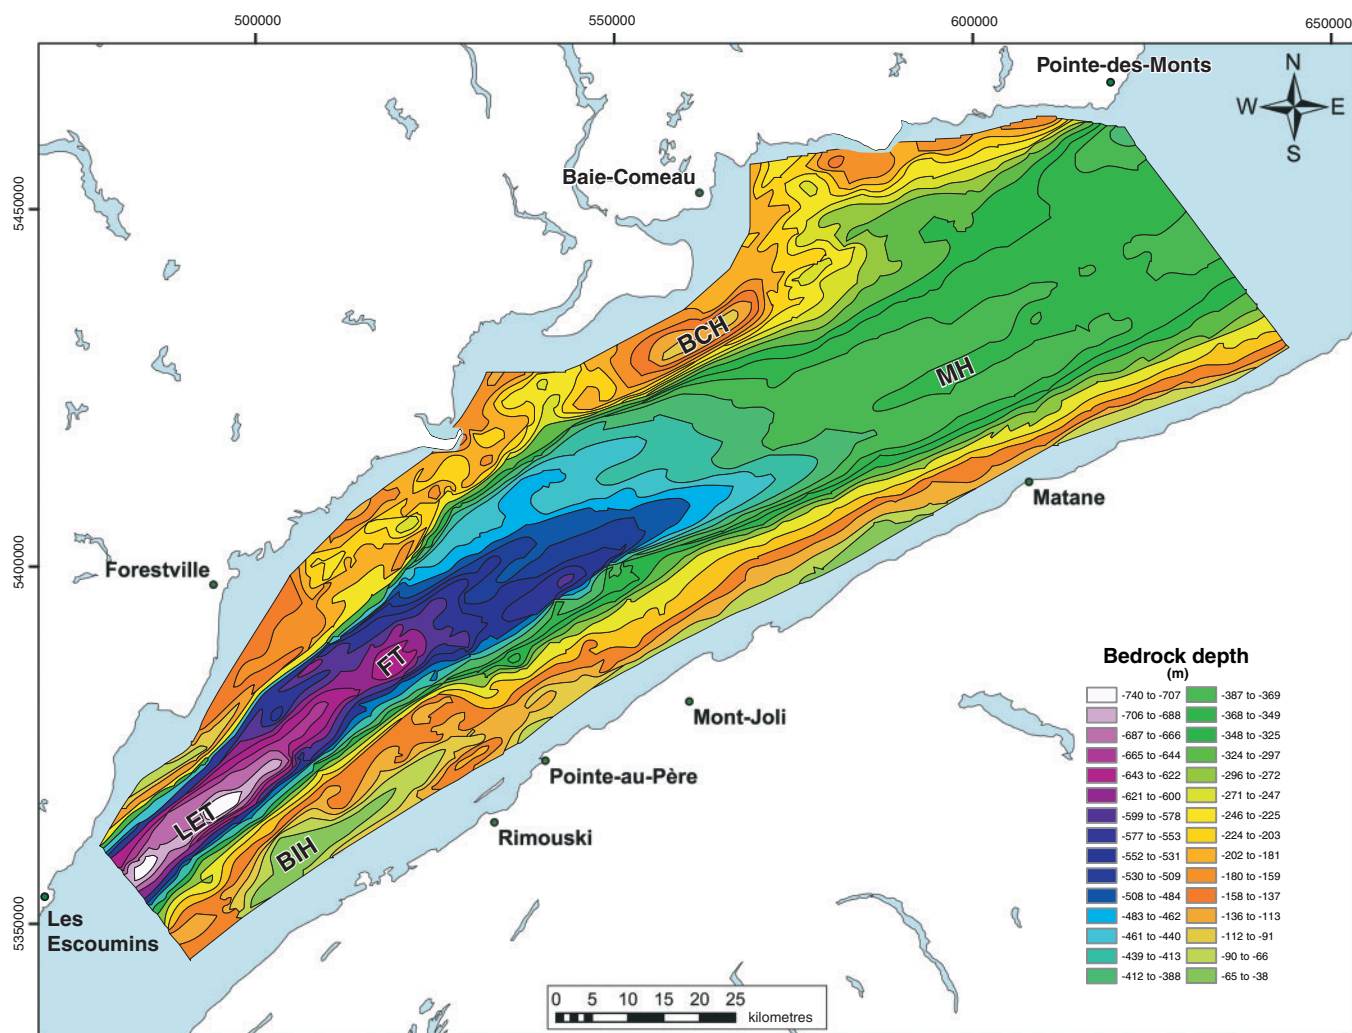 500000 550000 600000 650000
Pointe-des-Monts
N
W E
S
Baie-Comeau
5450000
BCH
MH
Matane
5400000
Forestville
FT
Bedrock depth
(m)
-740 to -707 -387 to -369
-706 to -688 -368 to -349
-687 to -666 -348 to -325
-665 to -644 -324 to -297
-643 to -622 -296 to -272
-621 to -600 -271 to -247
-599 to -578 -246 to -225
-577 to -553 -224 to -203
-552 to -531 -202 to -181
-530 to -509 -180 to -159
-508 to -484 -158 to -137
-483 to -462 -136 to -113
-461 to -440 -112 to -91
-439 to -413 -90 to -66
-412 to -388 -65 to -38
Mont-Joli
Pointe-au-Père
LET
Rimouski
BIH
5350000
Les
Escoumins
0 5 10 15 20 25
kilometres